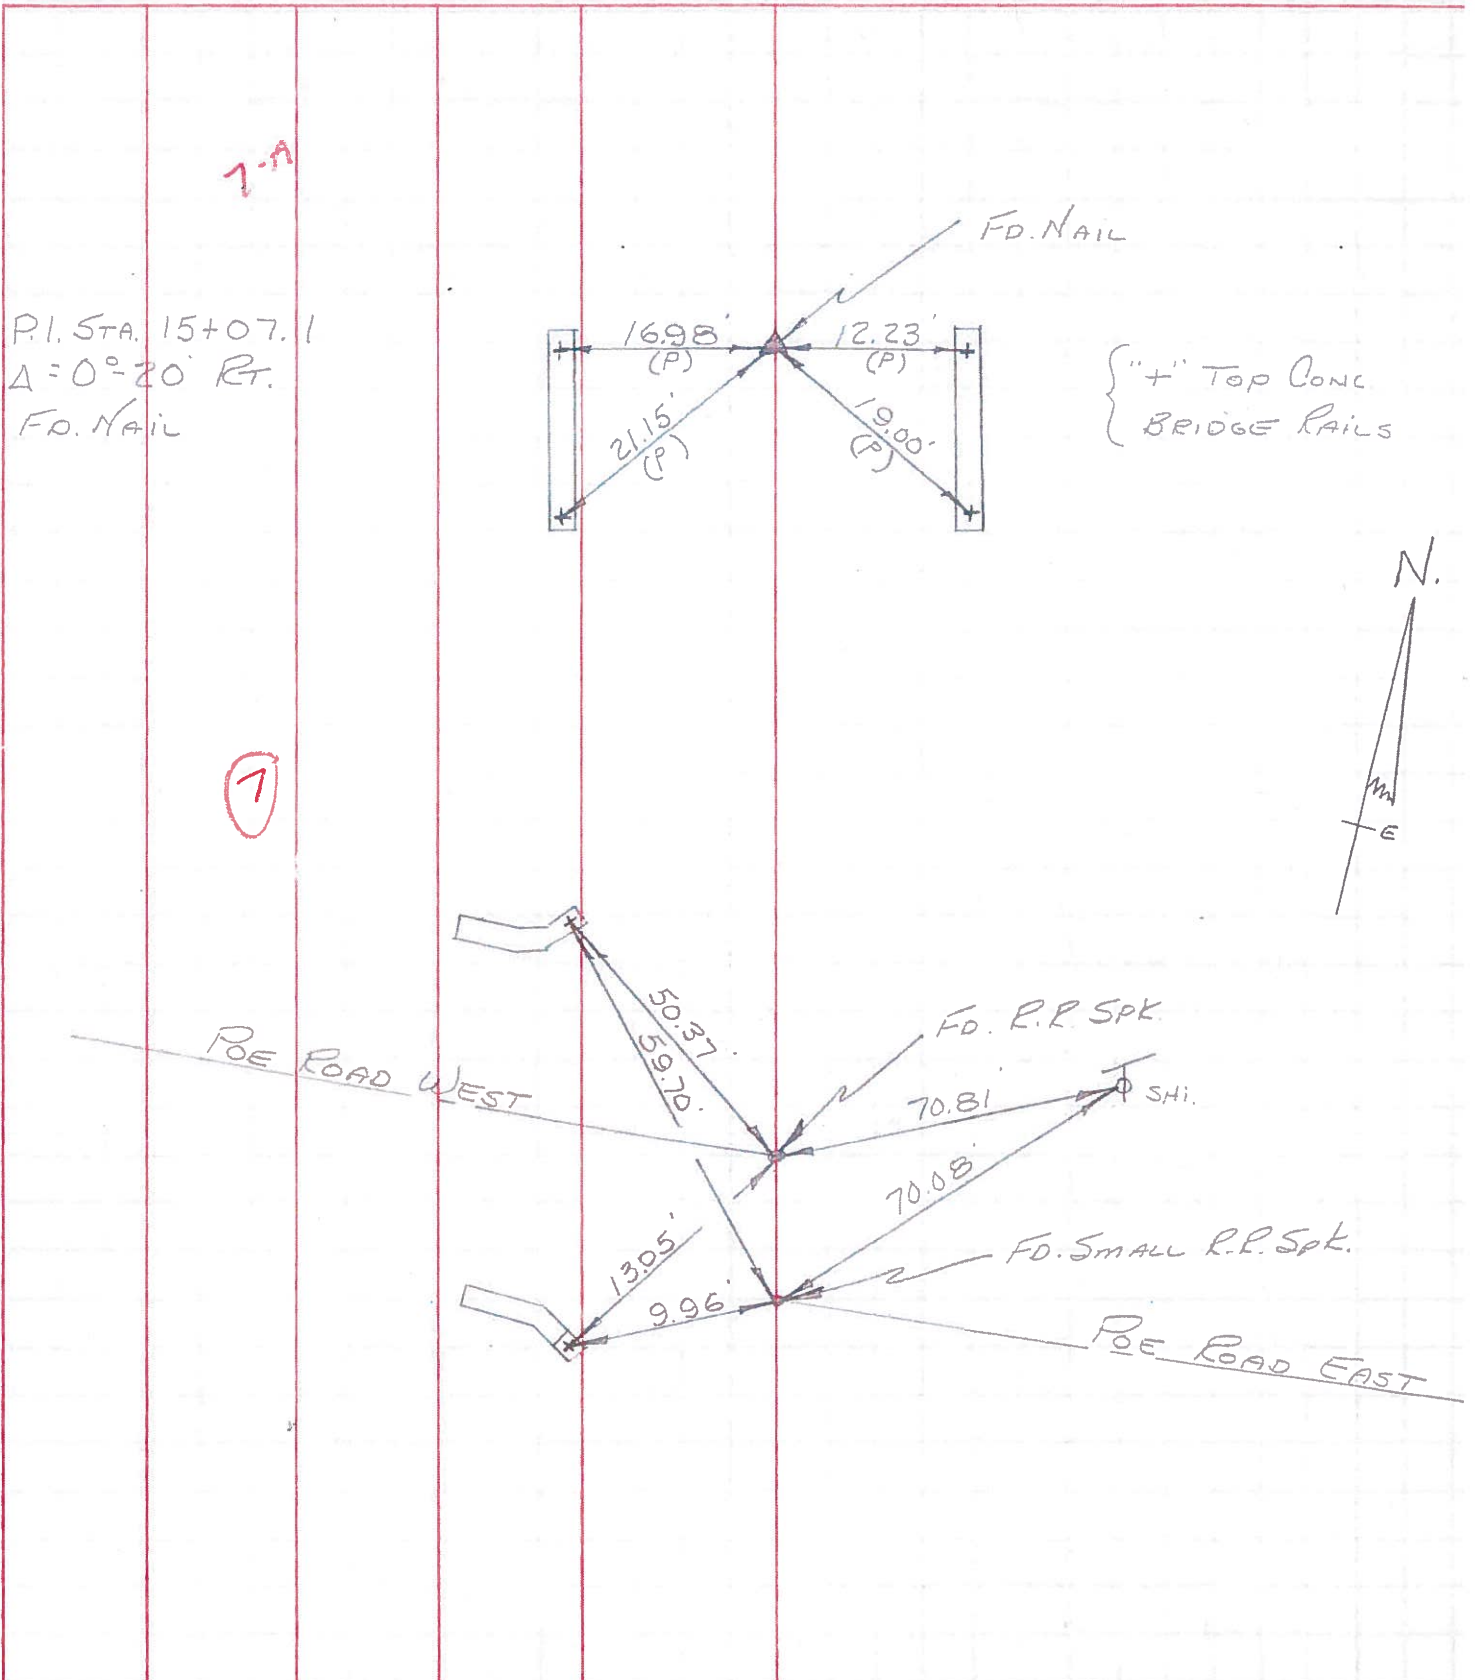 1-A
FD. NAIL
P.I. STA. 15+07.1
Δ = 0°-20' RT.
FD. NAIL
16.98'
(P)
12.23'
(P)
21.15'
(P)
19.00'
(P)
"+" TOP CONC.
BRIDGE RAILS
N.
1
E
50.37'
59.70'
FD. R.R. SPK.
POE ROAD WEST
70.81'
SHI.
70.08'
13.05'
9.96'
FD. SMALL R.R. SPK.
POE ROAD EAST